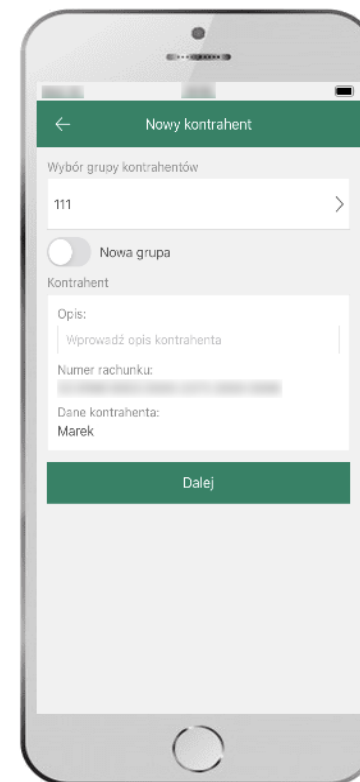 Nowy kontrahent
Wybór grupy kontrahentów
111
Nowa grupa
Kontrahent
Opis:
Wprowadź opis kontrahenta
Numer rachunku:
Dane kontrahenta:
Marek
Dalej